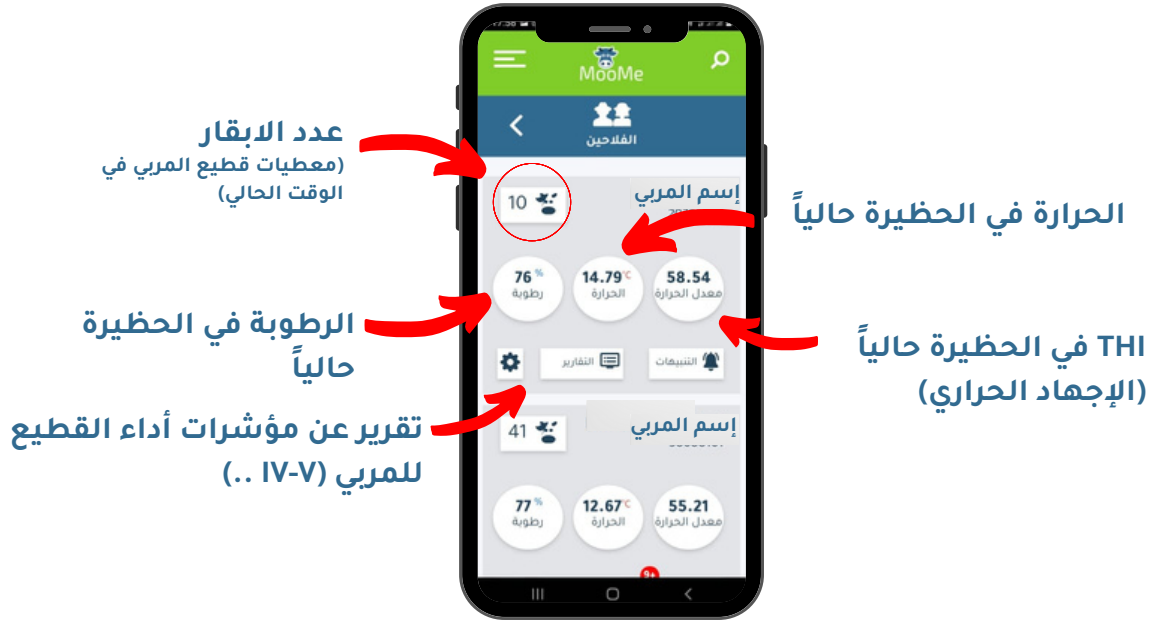 17:58
MooMe
الفلاحين
عدد الابقار
(معطيات قطيع المربي في
الوقت الحالي)
إسم المربي
10
الحرارة في الحظيرة حالياً
76 %
رطوبة
14.79°C
الحرارة
58.54
معدل الحرارة
الرطوبة في الحظيرة
حالياً
THI في الحظيرة حالياً
(الإجهاد الحراري)
التنبيهات
التقارير
تقرير عن مؤشرات أداء القطيع
للمربي (IV-V ..)
إسم المربي
41
77 %
رطوبة
12.67°C
الحرارة
55.21
معدل الحرارة
9+